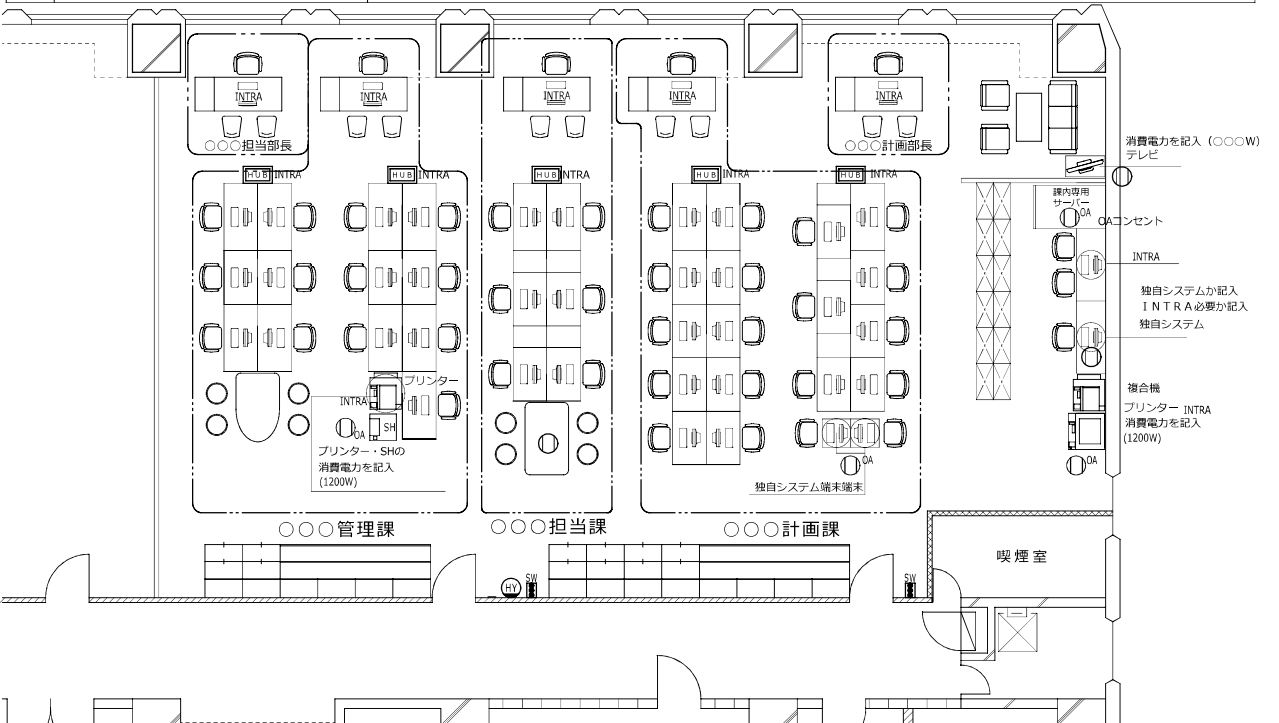 INTRA
INTRA
INTRA
INTRA
INTRA
○○○担当部長
○○○計画部長
消費電力を記入（○○○W）
テレビ
HUB INTRA
HUB INTRA
HUB INTRA
HUB INTRA
HUB INTRA
課内専用
サーバー
OA
OAコンセント
INTRA
独自システムか記入
ＩＮＴＲＡ必要か記入
独自システム
プリンター
INTRA
OA
SH
プリンター・SHの
消費電力を記入
(1200W)
複合機
プリンター INTRA
消費電力を記入
(1200W)
OA
OA
独自システム端末端末
○○○管理課
○○○担当課
○○○計画課
喫煙室
HY
SW
SW